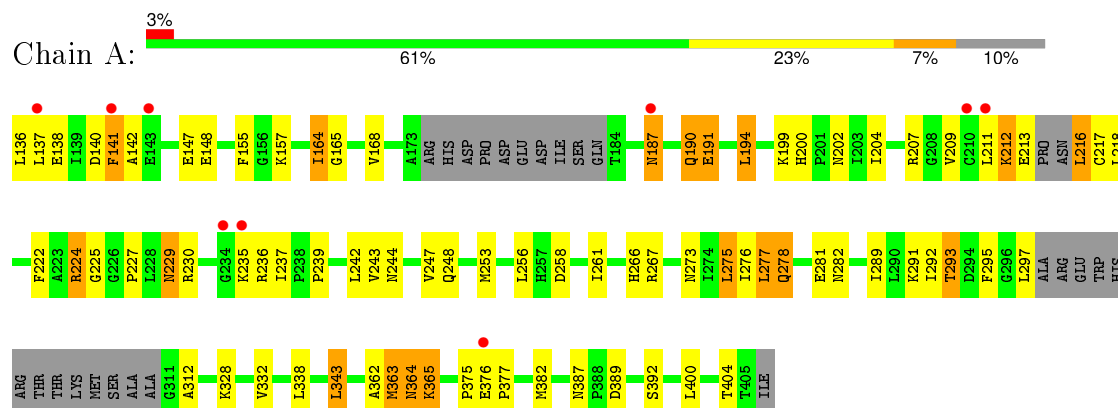 3%
Chain A:
61% 23% 7% 10%
L136 L137 E138 I139 D140 F141 A142 E143 E147 E148 F155 G156 K157 I164 G165 V168 A173 ARG HIS ASP PRO ASP GLU ASP ILE SER GLN T184 N187 Q190 E191 L194 K199 H200 P201 N202 I203 I204 R207 G208 V209 C210 L211 K212 E213 PRO ASN L216 C217 L218
F222 A223 R224 G225 G226 P227 L228 N229 R230 G234 K235 R236 I237 P238 P239 L242 V243 N244 V247 Q248 M253 L256 H257 D258 I261 H266 R267 N273 I274 L275 I276 L277 Q278 E281 N282 I289 L290 K291 I292 T293 D294 F295 G296 L297 ALA ARG GLU TRP HIS
ARG THR THR LYS MET SER ALA ALA G311 A312 K328 V332 L338 L343 A362 M363 N364 K365 P375 E376 P377 M382 N387 P388 D389 S392 L400 T404 T405 ILE